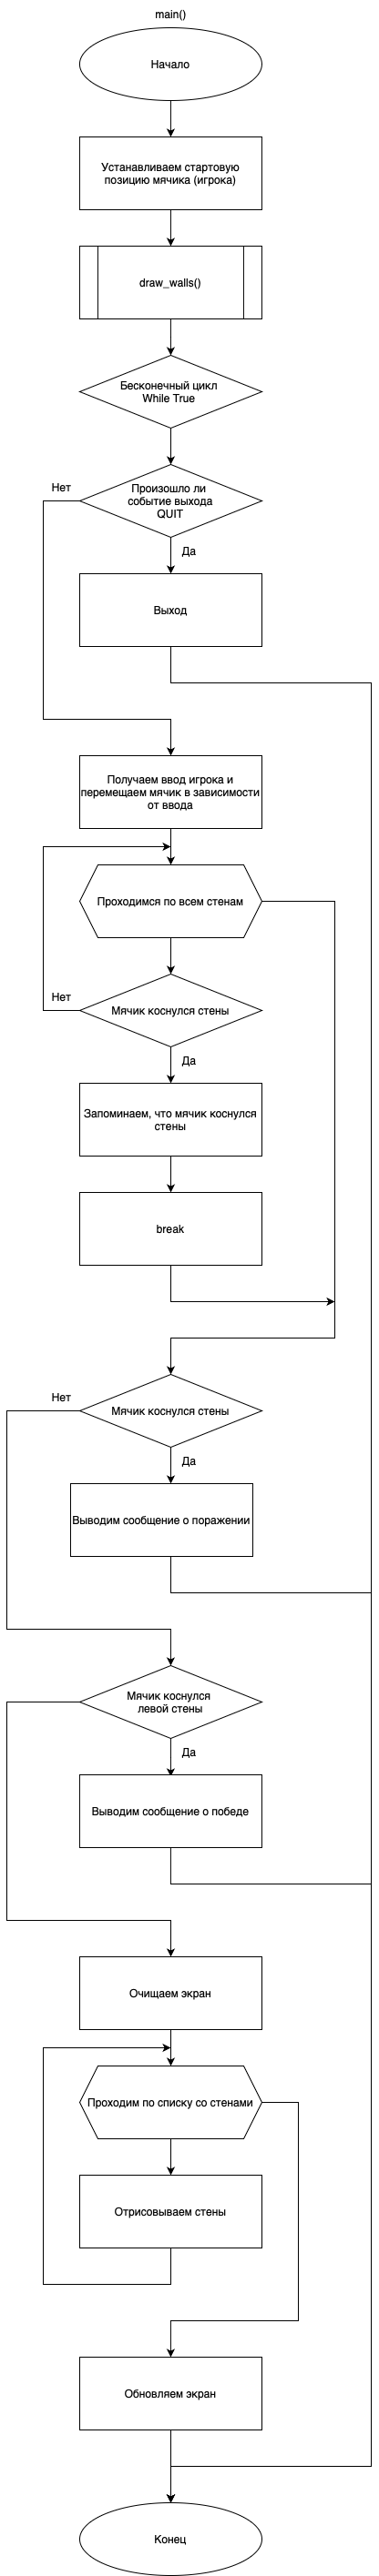 main()
Начало
Устанавливаем стартовую
позицию мячика (игрока)
draw_walls()
Бесконечный цикл
While True
Нет
Произошло ли
событие выхода
QUIT
Да
Выход
Получаем ввод игрока и
перемещаем мячик в зависимости
от ввода
Проходимся по всем стенам
Нет
Мячик коснулся стены
Да
Запоминаем, что мячик коснулся
стены
break
Нет
Мячик коснулся стены
Да
Выводим сообщение о поражении
Мячик коснулся
левой стены
Да
Выводим сообщение о победе
Очищаем экран
Проходим по списку со стенами
Отрисовываем стены
Обновляем экран
Конец